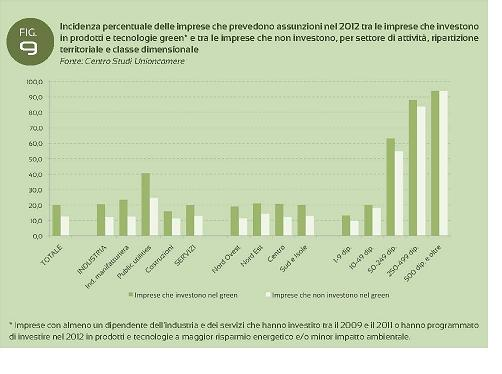 FIG.
9
Incidenza percentuale delle imprese che prevedono assunzioni nel 2012 tra le imprese che investono
in prodotti e tecnologie green* e tra le imprese che non investono, per settore di attività, ripartizione
territoriale e classe dimensionale
Fonte: Centro Studi Unioncamere
100,0
90,0
80,0
70,0
60,0
50,0
40,0
30,0
20,0
10,0
0,0
TOTALE
INDUSTRIA
Ind. manifatturiera
Public utilities
Costruzioni
SERVIZI
Nord Ovest
Nord Est
Centro
Sud e Isole
1-9 dip.
10-49 dip.
50-249 dip.
250-499 dip.
500 dip. e oltre
Imprese che investono nel green
Imprese che non investono nel green
* Imprese con almeno un dipendente dell'industria e dei servizi che hanno investito tra il 2009 e il 2011 o hanno programmato
di investire nel 2012 in prodotti e tecnologie a maggior risparmio energetico e/o minor impatto ambientale.